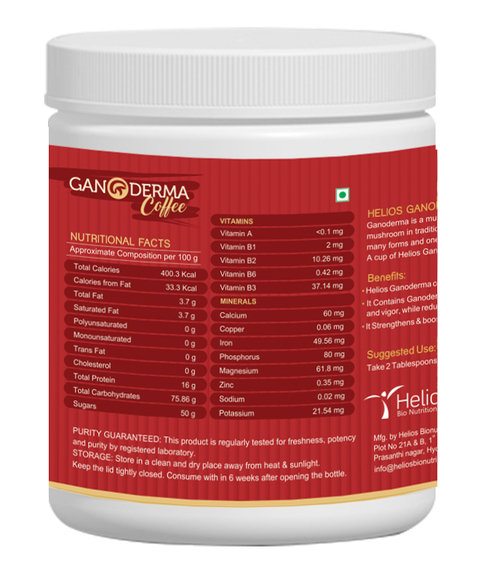 GANODERMA
Coffee
NUTRITIONAL FACTS
Approximate Composition per 100 g
Total Calories 400.3 Kcal
Calories from Fat 33.3 Kcal
Total Fat 3.7 g
Saturated Fat 3.7 g
Polyunsaturated 0 g
Monounsaturated 0 g
Trans Fat 0 g
Cholesterol 0 g
Total Protein 16 g
Total Carbohydrates 75.86 g
Sugars 50 g
VITAMINS
Vitamin A <0.1 mg
Vitamin B1 2 mg
Vitamin B2 10.26 mg
Vitamin B6 0.42 mg
Vitamin B3 37.14 mg
MINERALS
Calcium 60 mg
Copper 0.06 mg
Iron 49.56 mg
Phosphorus 80 mg
Magnesium 61.8 mg
Zinc 0.35 mg
Sodium 0.02 mg
Potassium 21.54 mg
PURITY GUARANTEED: This product is regularly tested for freshness, potency
and purity by registered laboratory.
STORAGE: Store in a clean and dry place away from heat & sunlight.
Keep the lid tightly closed. Consume with in 6 weeks after opening the bottle.
HELIOS GANO
Ganoderma is a mu
mushroom in traditio
many forms and one
A cup of Helios Gan
Benefits:
• Helios Ganoderma c
• It Contains Ganoder
and vigor, while redu
• It Strengthens & boos
Suggested Use:
Take 2 Tablespoons
Helios
Bio Nutrition
Mfg. by Helios Bionu
Plot No 21A & B, 1
Prasanthi nagar, Hyd
info@heliosbionutri